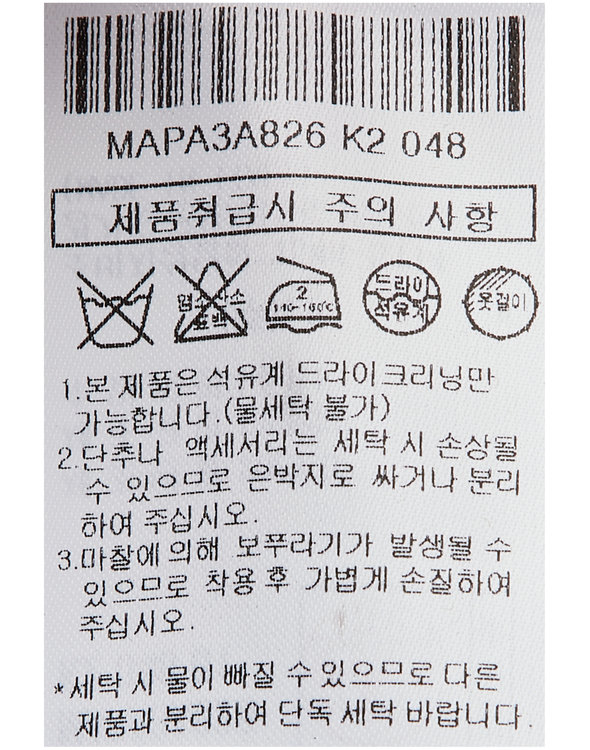 MAPA3A826 K2 048
제품취급시 주의 사항
염소산소
표백
2
140-160℃
드라이
석유계
옷걸이
1.본 제품은 석유계 드라이크리닝만
가능합니다.(물세탁 불가)
2.단추나 액세서리는 세탁 시 손상될
수 있으므로 은박지로 싸거나 분리
하여 주십시오.
3.마찰에 의해 보푸라기가 발생될 수
있으므로 착용 후 가볍게 손질하여
주십시오.
*세탁 시 물이 빠질 수 있으므로 다른
제품과 분리하여 단독 세탁 바랍니다.